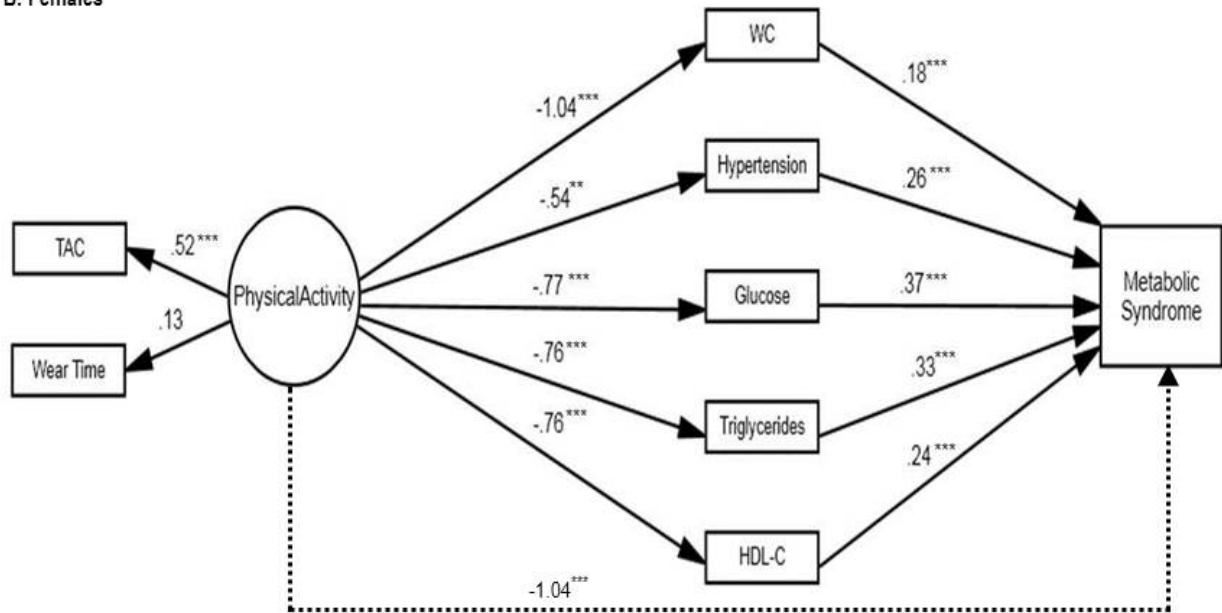 B. Females
WC
.18***
-1.04***
Hypertension
-.54**
.26***
TAC
.52***
PhysicalActivity
-.77***
Glucose
.37***
Metabolic
Syndrome
.13
Wear Time
-.76***
.33***
Triglycerides
-.76***
.24***
HDL-C
-1.04***